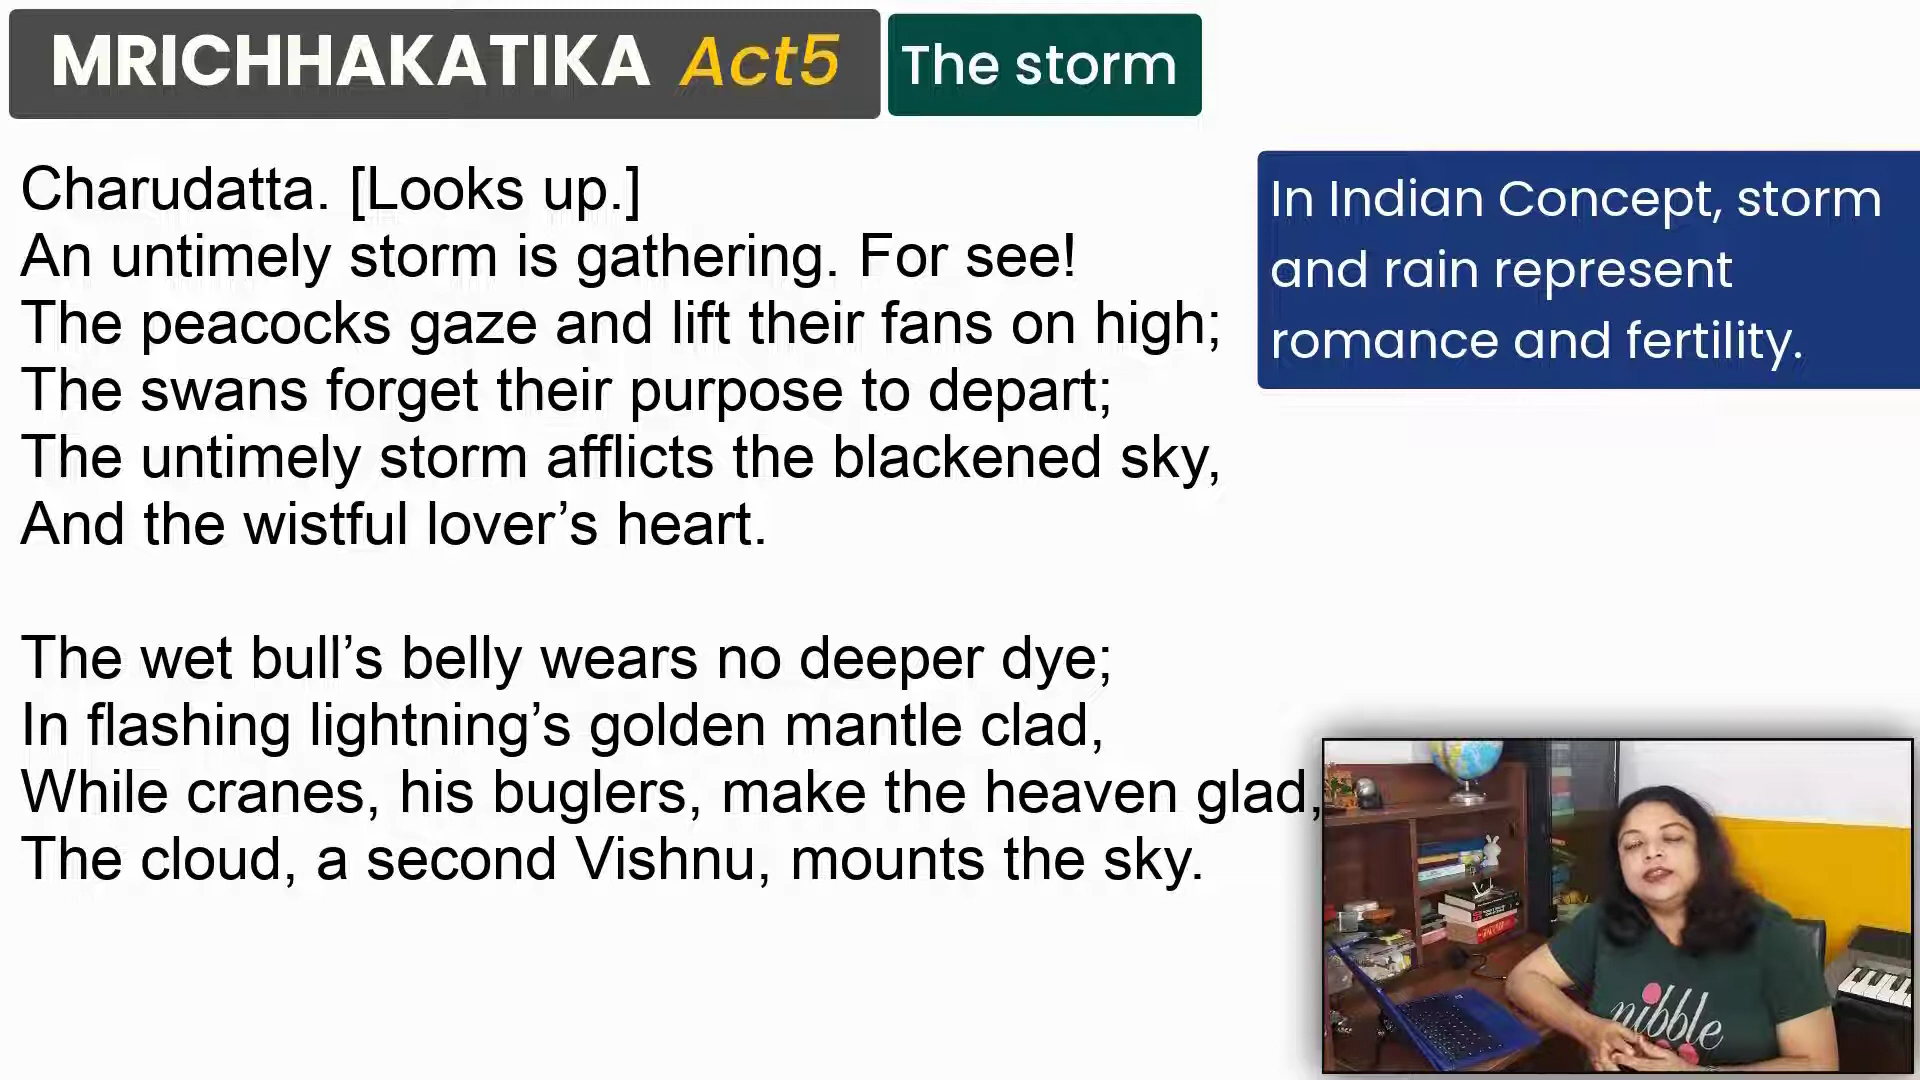 MRICHHAKATIKA Act5
The storm
Charudatta. [Looks up.]
An untimely storm is gathering. For see!
The peacocks gaze and lift their fans on high;
The swans forget their purpose to depart;
The untimely storm afflicts the blackened sky,
And the wistful lover’s heart.
The wet bull’s belly wears no deeper dye;
In flashing lightning’s golden mantle clad,
While cranes, his buglers, make the heaven glad,
The cloud, a second Vishnu, mounts the sky.
In Indian Concept, storm
and rain represent
romance and fertility.
nibble